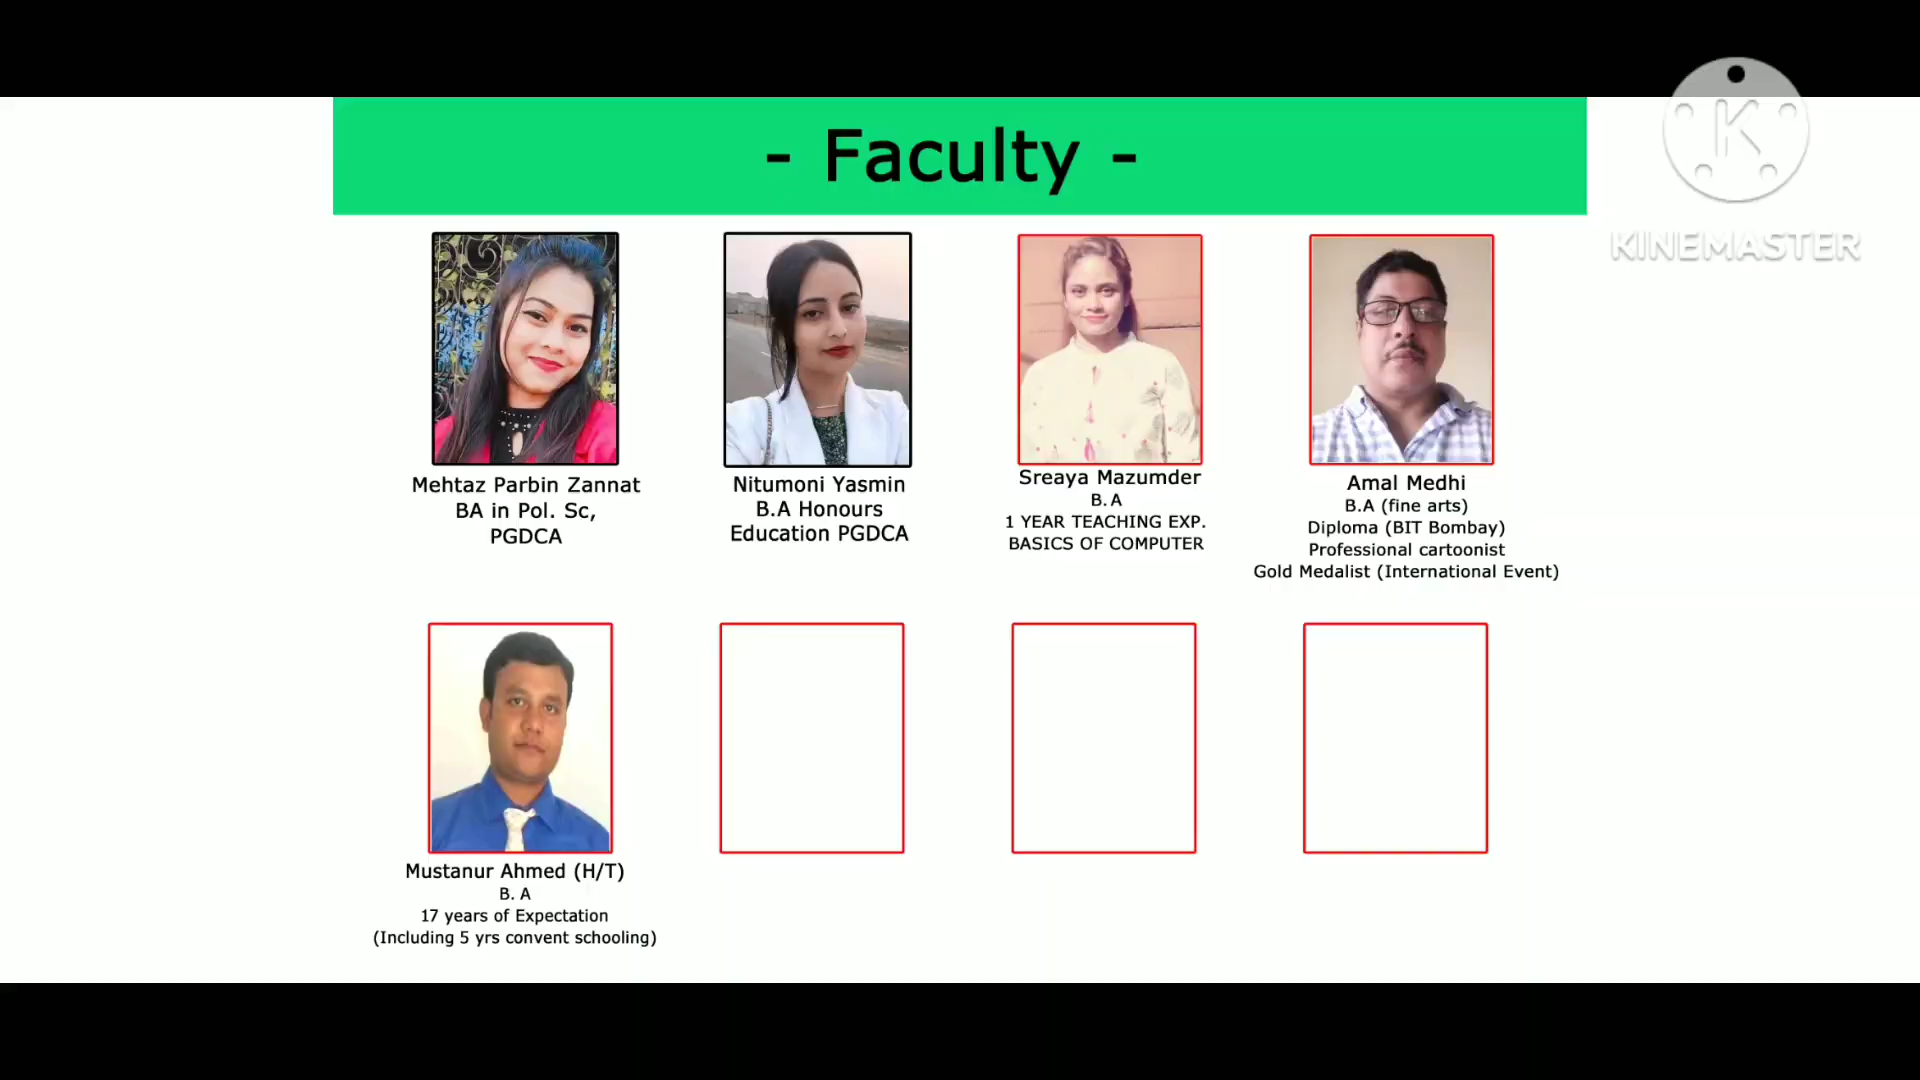 - Faculty -
K
KINEMASTER
Mehtaz Parbin Zannat
BA in Pol. Sc,
PGDCA
Nitumoni Yasmin
B.A Honours
Education PGDCA
Sreaya Mazumder
B. A
1 YEAR TEACHING EXP.
BASICS OF COMPUTER
Amal Medhi
B.A (fine arts)
Diploma (BIT Bombay)
Professional cartoonist
Gold Medalist (International Event)
Mustanur Ahmed (H/T)
B. A
17 years of Expectation
(Including 5 yrs convent schooling)